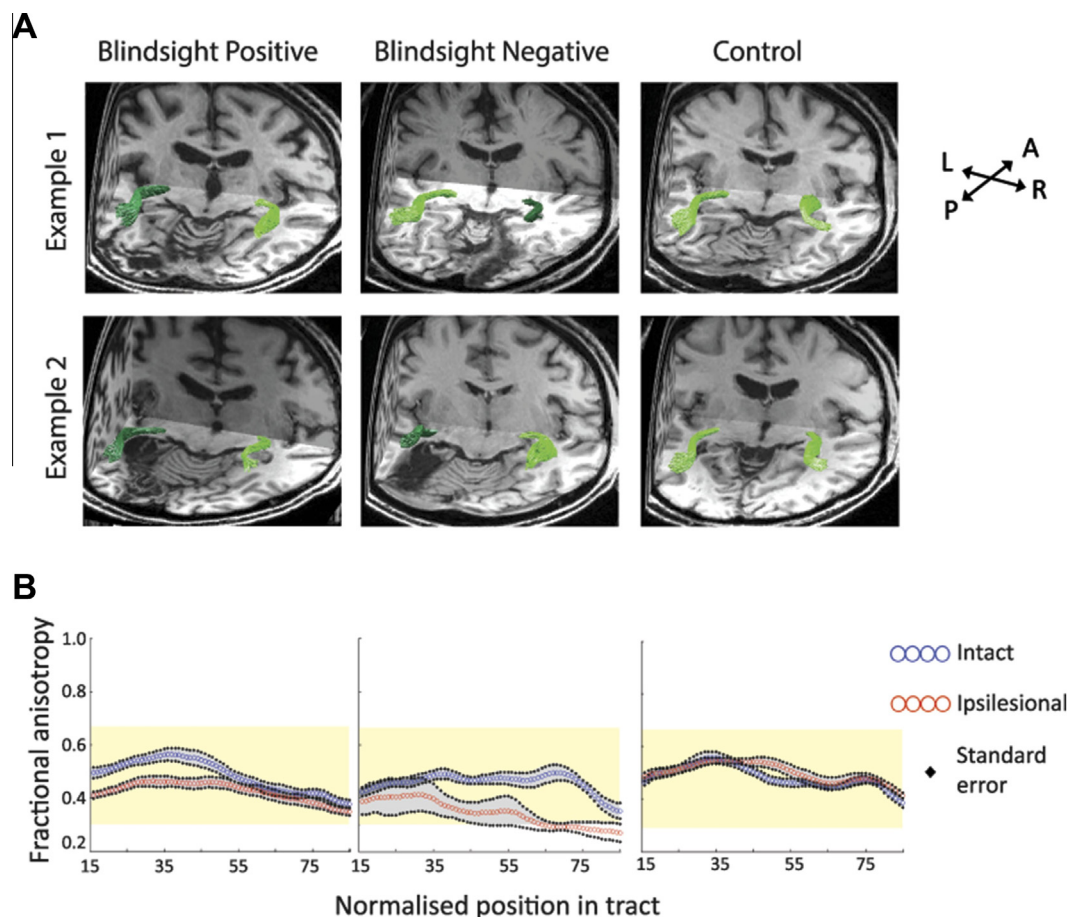 A
Blindsight Positive
Blindsight Negative
Control
Example 1
L
A
P
R
Example 2
B
Fractional anisotropy
1.0
0.8
0.6
0.4
0.2
15 35 55 75
15 35 55 75
15 35 55 75
Normalised position in tract
Intact
Ipsilesional
Standard
error